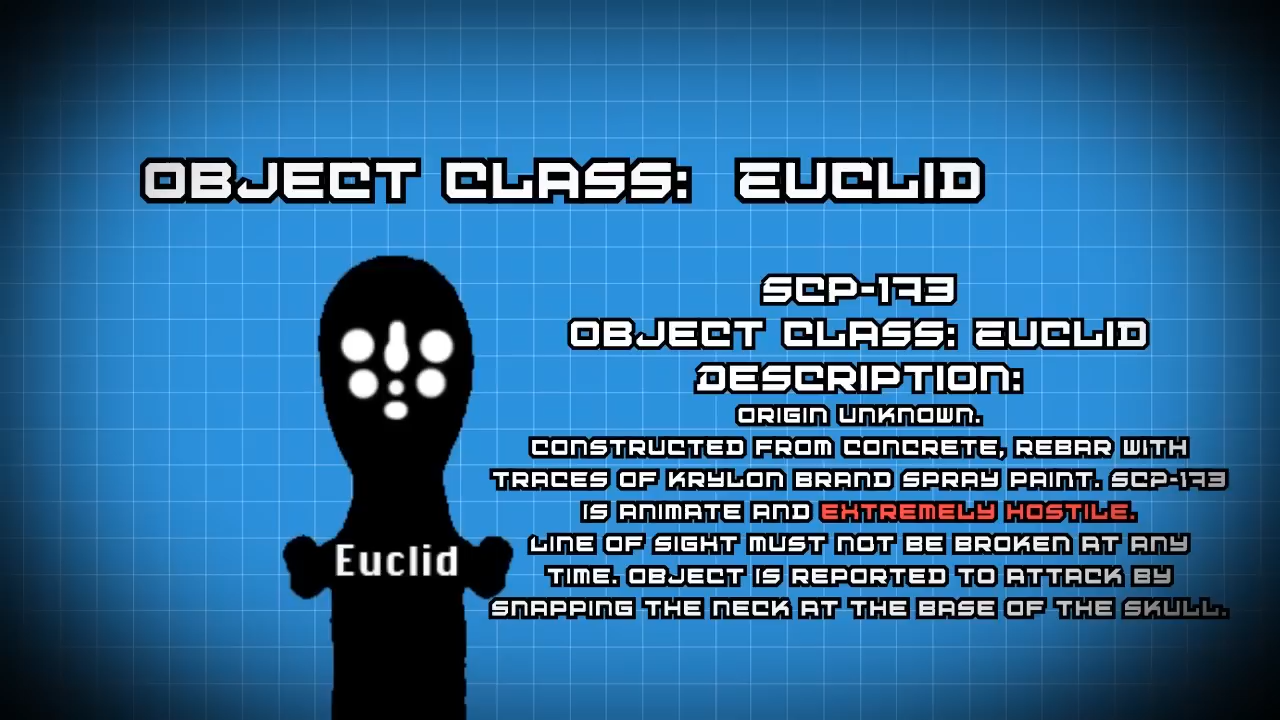 OBJECT CLASS: EUCLID
SCP-173
OBJECT CLASS: EUCLID
DESCRIPTION:
ORIGIN UNKNOWN.
CONSTRUCTED FROM CONCRETE, REBAR WITH
TRACES OF KRYLON BRAND SPRAY PAINT. SCP-173
IS ANIMATE AND EXTREMELY HOSTILE.
LINE OF SIGHT MUST NOT BE BROKEN AT ANY
TIME. OBJECT IS REPORTED TO ATTACK BY
SNAPPING THE NECK AT THE BASE OF THE SKULL.
Euclid